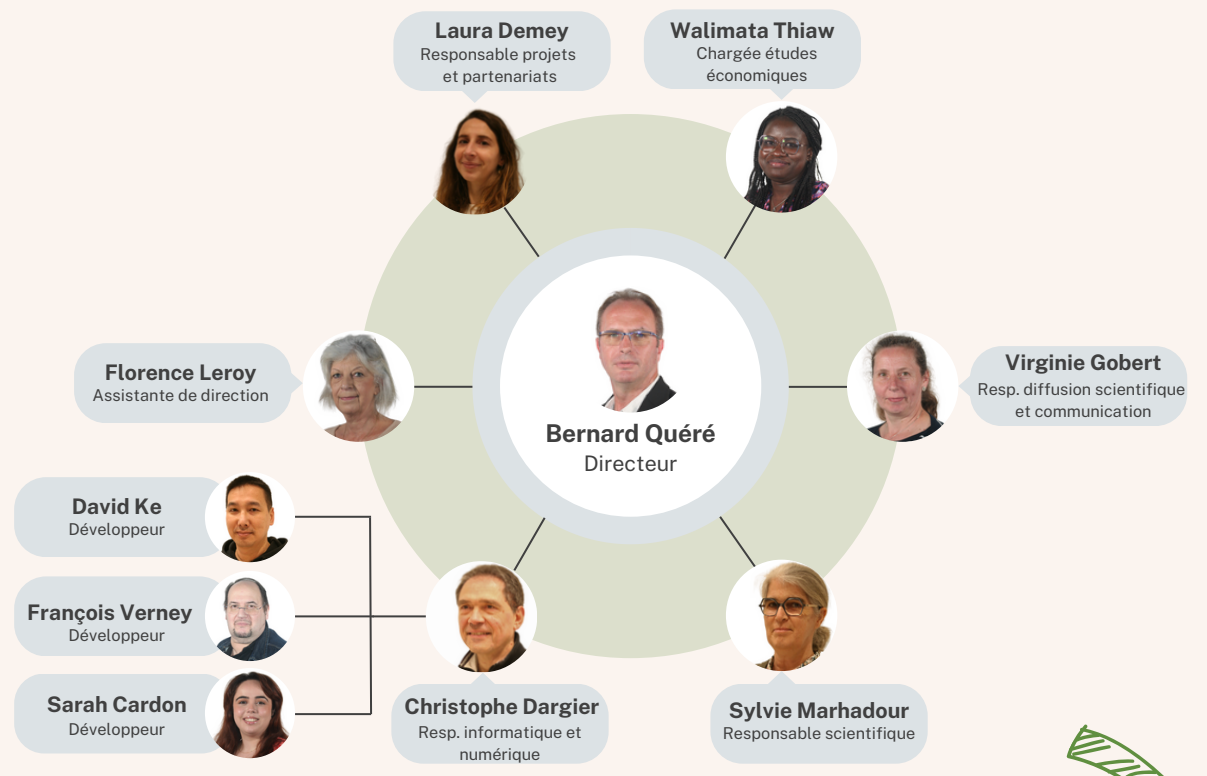 Laura Demey
Responsable projets
et partenariats
Walimata Thiaw
Chargée études
économiques
Florence Leroy
Assistante de direction
Virginie Gobert
Resp. diffusion scientifique
et communication
Bernard Quéré
Directeur
David Ke
Développeur
François Verney
Développeur
Sarah Cardon
Développeur
Christophe Dargier
Resp. informatique et
numérique
Sylvie Marhadour
Responsable scientifique